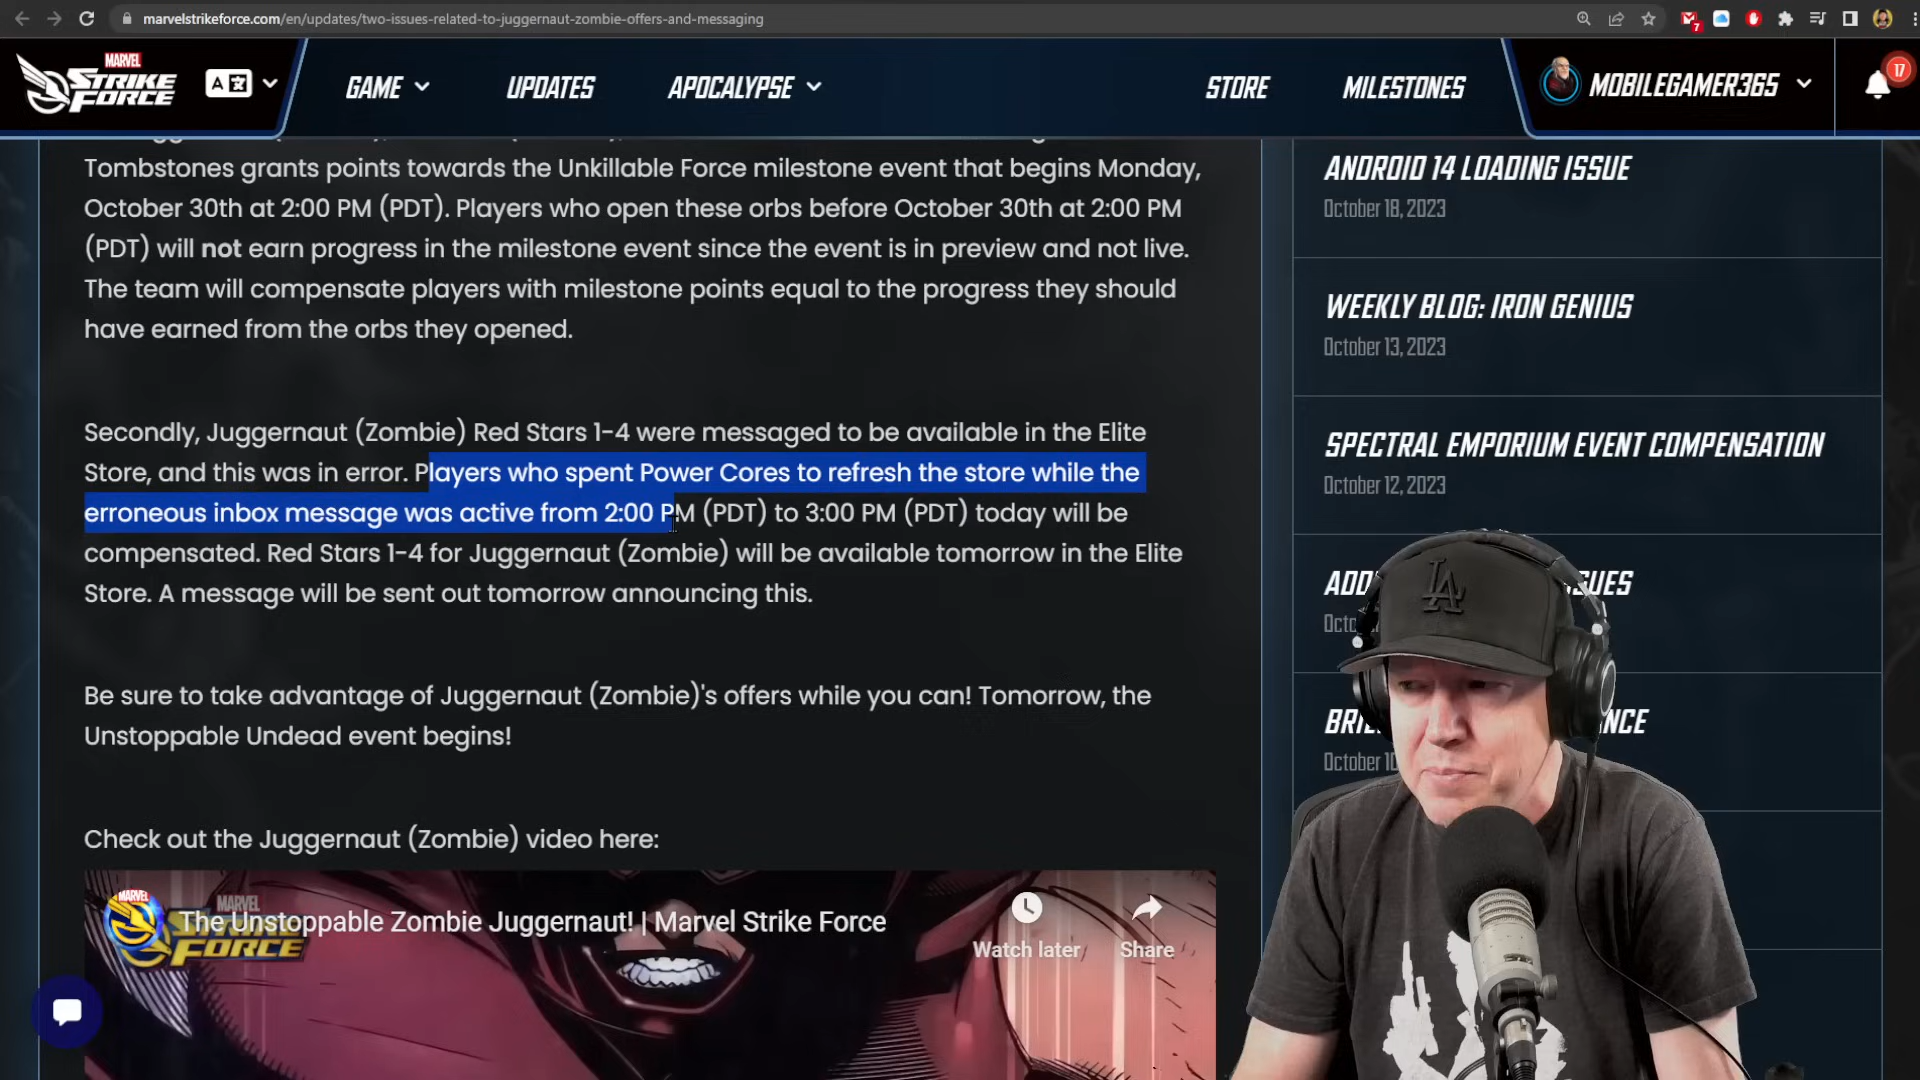 marvelstrikeforce.com/en/updates/two-issues-related-to-juggernaut-zombie-offers-and-messaging
7
MARVEL
STRIKE
FORCE
A
GAME
UPDATES
APOCALYPSE
STORE
MILESTONES
MOBILEGAMER365
17
Tombstones grants points towards the Unkillable Force milestone event that begins Monday,
October 30th at 2:00 PM (PDT). Players who open these orbs before October 30th at 2:00 PM
(PDT) will not earn progress in the milestone event since the event is in preview and not live.
The team will compensate players with milestone points equal to the progress they should
have earned from the orbs they opened.
Secondly, Juggernaut (Zombie) Red Stars 1-4 were messaged to be available in the Elite
Store, and this was in error. Players who spent Power Cores to refresh the store while the
erroneous inbox message was active from 2:00 PM (PDT) to 3:00 PM (PDT) today will be
compensated. Red Stars 1-4 for Juggernaut (Zombie) will be available tomorrow in the Elite
Store. A message will be sent out tomorrow announcing this.
Be sure to take advantage of Juggernaut (Zombie)'s offers while you can! Tomorrow, the
Unstoppable Undead event begins!
Check out the Juggernaut (Zombie) video here:
MARVEL
MARVEL
The Unstoppable Zombie Juggernaut! | Marvel Strike Force
FORCE
Watch later
Share
ANDROID 14 LOADING ISSUE
October 18, 2023
WEEKLY BLOG: IRON GENIUS
October 13, 2023
SPECTRAL EMPORIUM EVENT COMPENSATION
October 12, 2023
LA